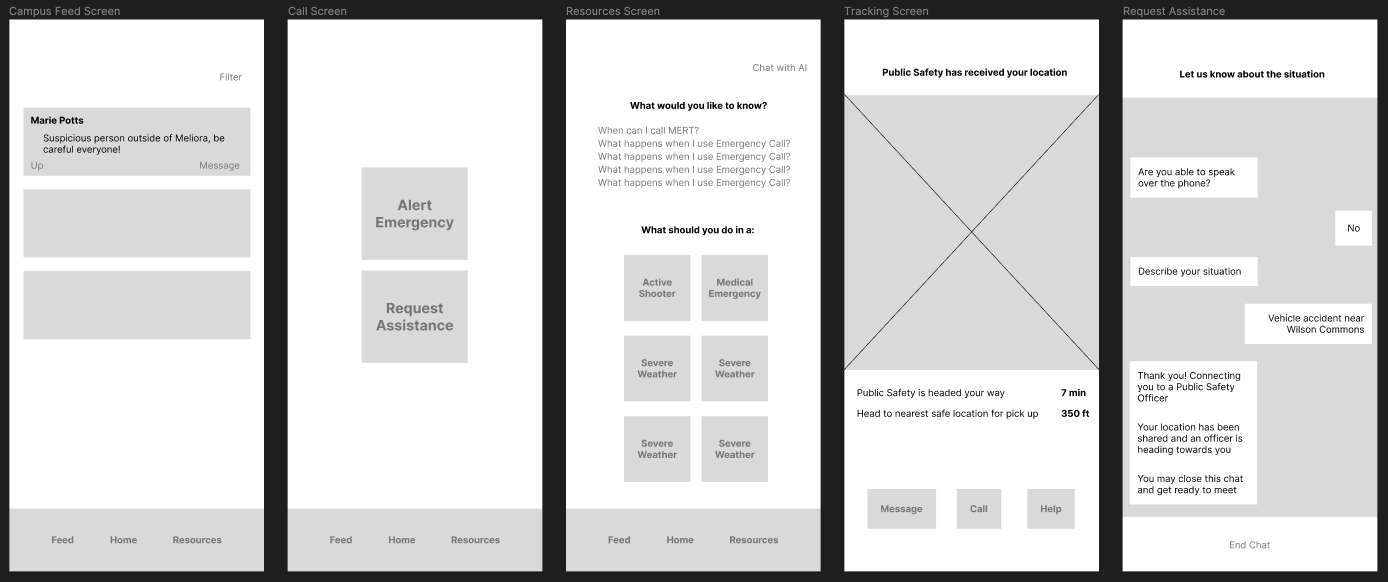 Campus Feed Screen
Filter
Marie Potts
Suspicious person outside of Meliora, be
careful everyone!
Up
Message
Feed
Home
Resources
Call Screen
Alert
Emergency
Request
Assistance
Feed
Home
Resources
Resources Screen
Chat with AI
What would you like to know?
When can I call MERT?
What happens when I use Emergency Call?
What happens when I use Emergency Call?
What happens when I use Emergency Call?
What happens when I use Emergency Call?
What should you do in a:
Active
Shooter
Medical
Emergency
Severe
Weather
Severe
Weather
Severe
Weather
Severe
Weather
Feed
Home
Resources
Tracking Screen
Public Safety has received your location
Public Safety is headed your way 7 min
Head to nearest safe location for pick up 350 ft
Message
Call
Help
Request Assistance
Let us know about the situation
Are you able to speak
over the phone?
No
Describe your situation
Vehicle accident near
Wilson Commons
Thank you! Connecting
you to a Public Safety
Officer
Your location has been
shared and an officer is
heading towards you
You may close this chat
and get ready to meet
End Chat